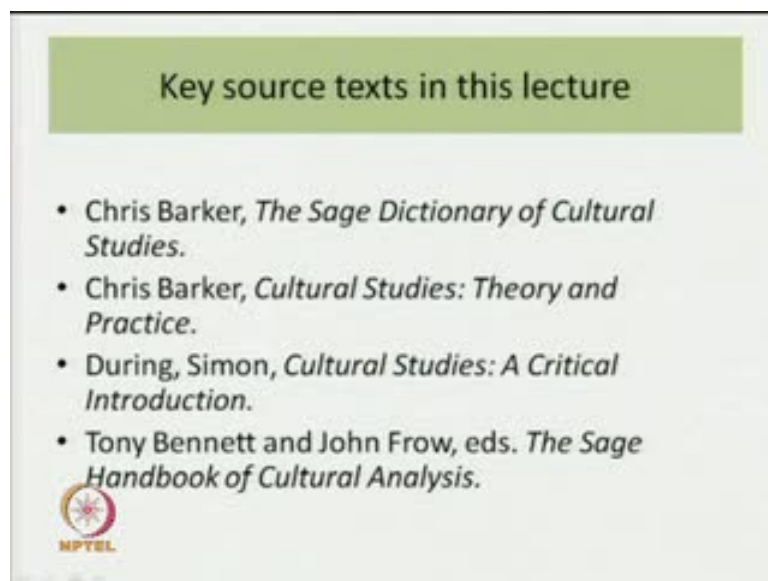 Key source texts in this lecture
• Chris Barker, The Sage Dictionary of Cultural
Studies.
• Chris Barker, Cultural Studies: Theory and
Practice.
• During, Simon, Cultural Studies: A Critical
Introduction.
• Tony Bennett and John Frow, eds. The Sage
Handbook of Cultural Analysis.
NPTEL